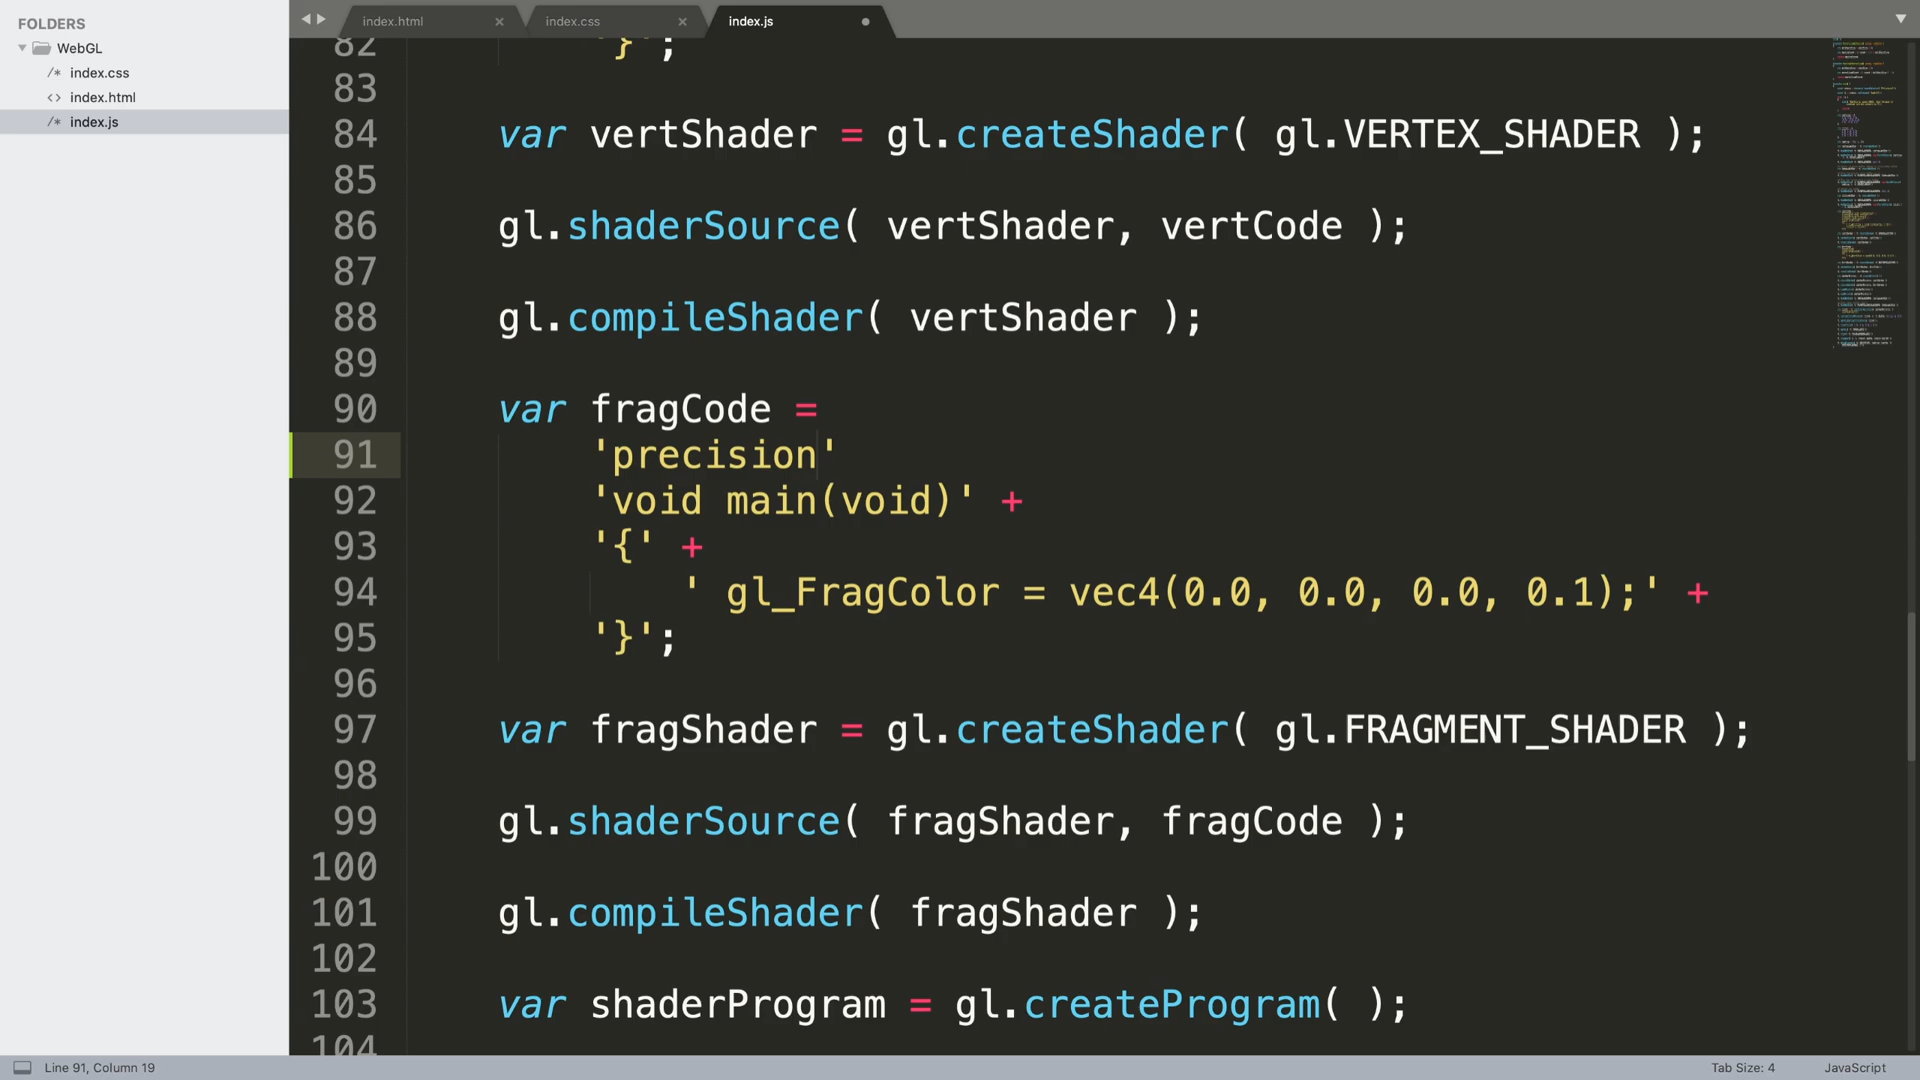 FOLDERS
WebGL
/* index.css
<> index.html
/* index.js
index.html ×
index.css ×
index.js
82 '}';
83
84 var vertShader = gl.createShader( gl.VERTEX_SHADER );
85
86 gl.shaderSource( vertShader, vertCode );
87
88 gl.compileShader( vertShader );
89
90 var fragCode =
91 'precision'
92 'void main(void)' +
93 '{' +
94 ' gl_FragColor = vec4(0.0, 0.0, 0.0, 0.1);' +
95 '}';
96
97 var fragShader = gl.createShader( gl.FRAGMENT_SHADER );
98
99 gl.shaderSource( fragShader, fragCode );
100
101 gl.compileShader( fragShader );
102
103 var shaderProgram = gl.createProgram( );
104
Line 91, Column 19
Tab Size: 4
JavaScript